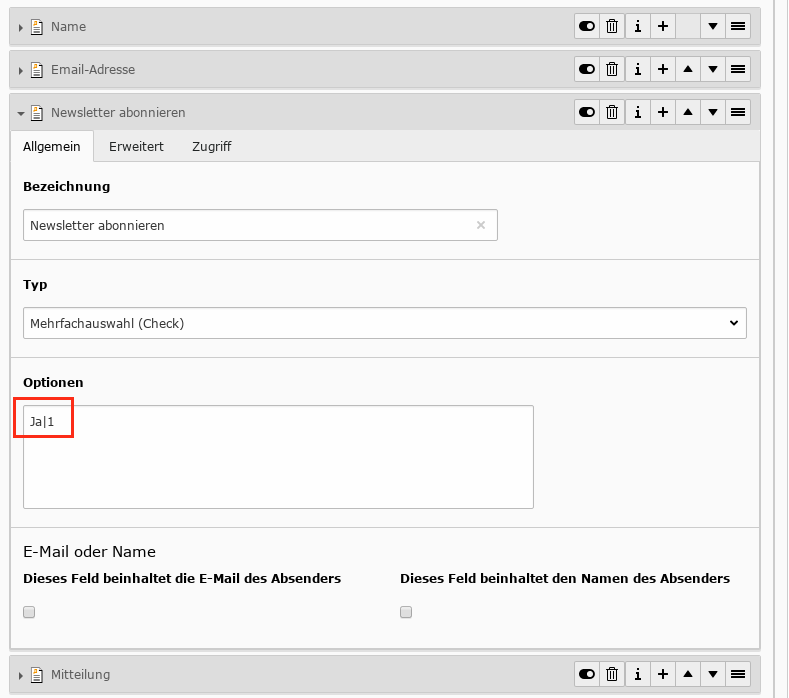 Name
Email-Adresse
Newsletter abonnieren
Allgemein Erweitert Zugriff
Bezeichnung
Newsletter abonnieren
Typ
Mehrfachauswahl (Check)
Optionen
Ja|1
E-Mail oder Name
Dieses Feld beinhaltet die E-Mail des Absenders Dieses Feld beinhaltet den Namen des Absenders
Mitteilung